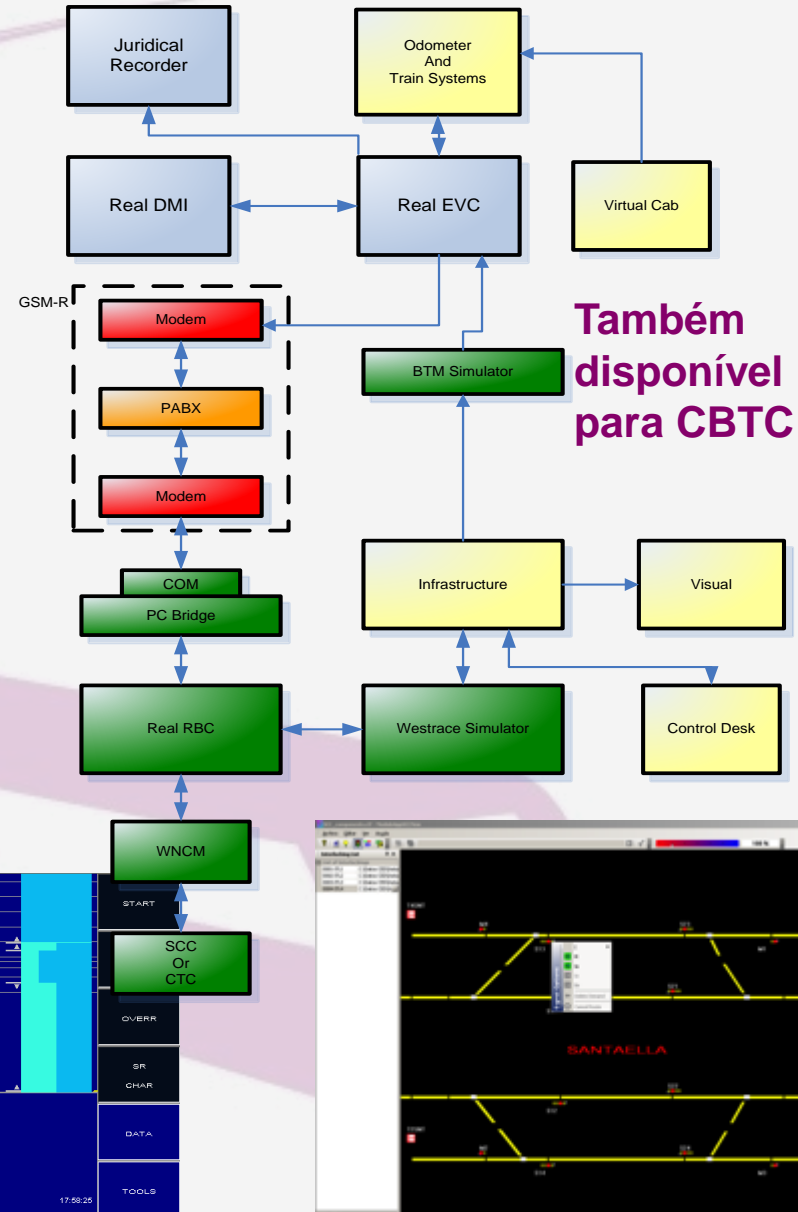 Juridical
Recorder
Odometer
And
Train Systems
Real DMI
Real EVC
Virtual Cab
GSM-R
Modem
PABX
Modem
BTM Simulator
Também
disponível
para CBTC
COM
PC Bridge
Infrastructure
Visual
Real RBC
Westrace Simulator
Control Desk
WNCM
SCC
Or
CTC
START
OVERR
SR
CHAR
DATA
TOOLS
17:58:25
100 %
SANTAELLA